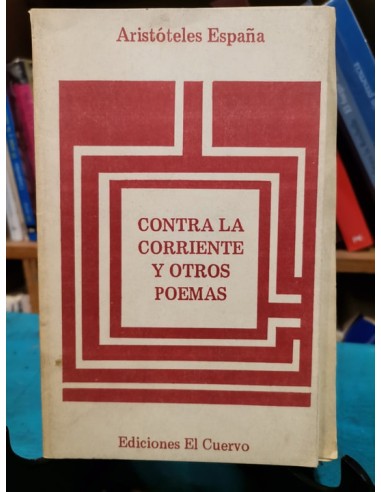 Aristóteles España
CONTRA LA
CORRIENTE
Y OTROS
POEMAS
Ediciones El Cuervo